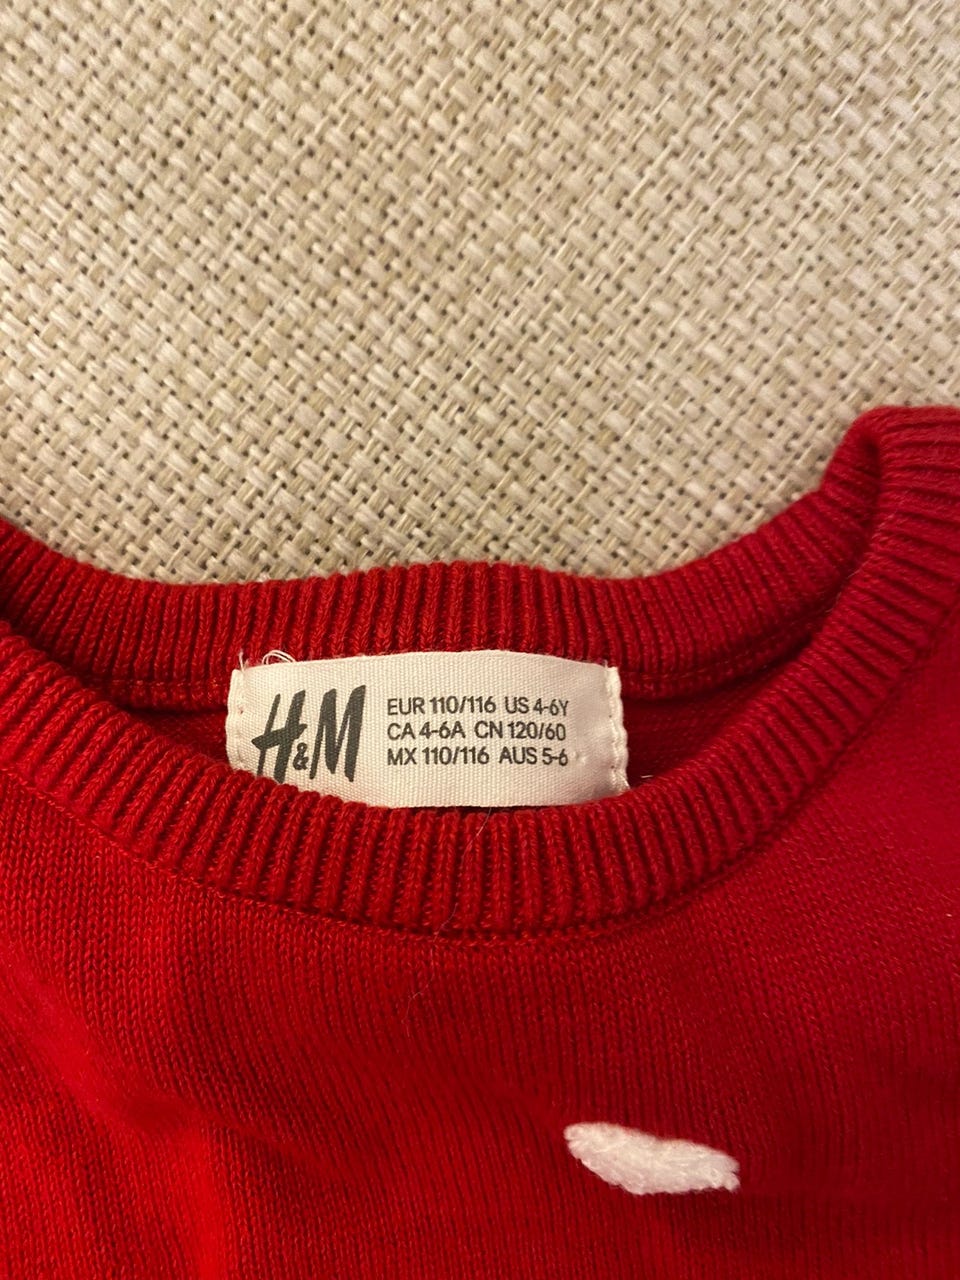 H&M
EUR 110/116 US 4-6Y
CA 4-6A CN 120/60
MX 110/116 AUS 5-6